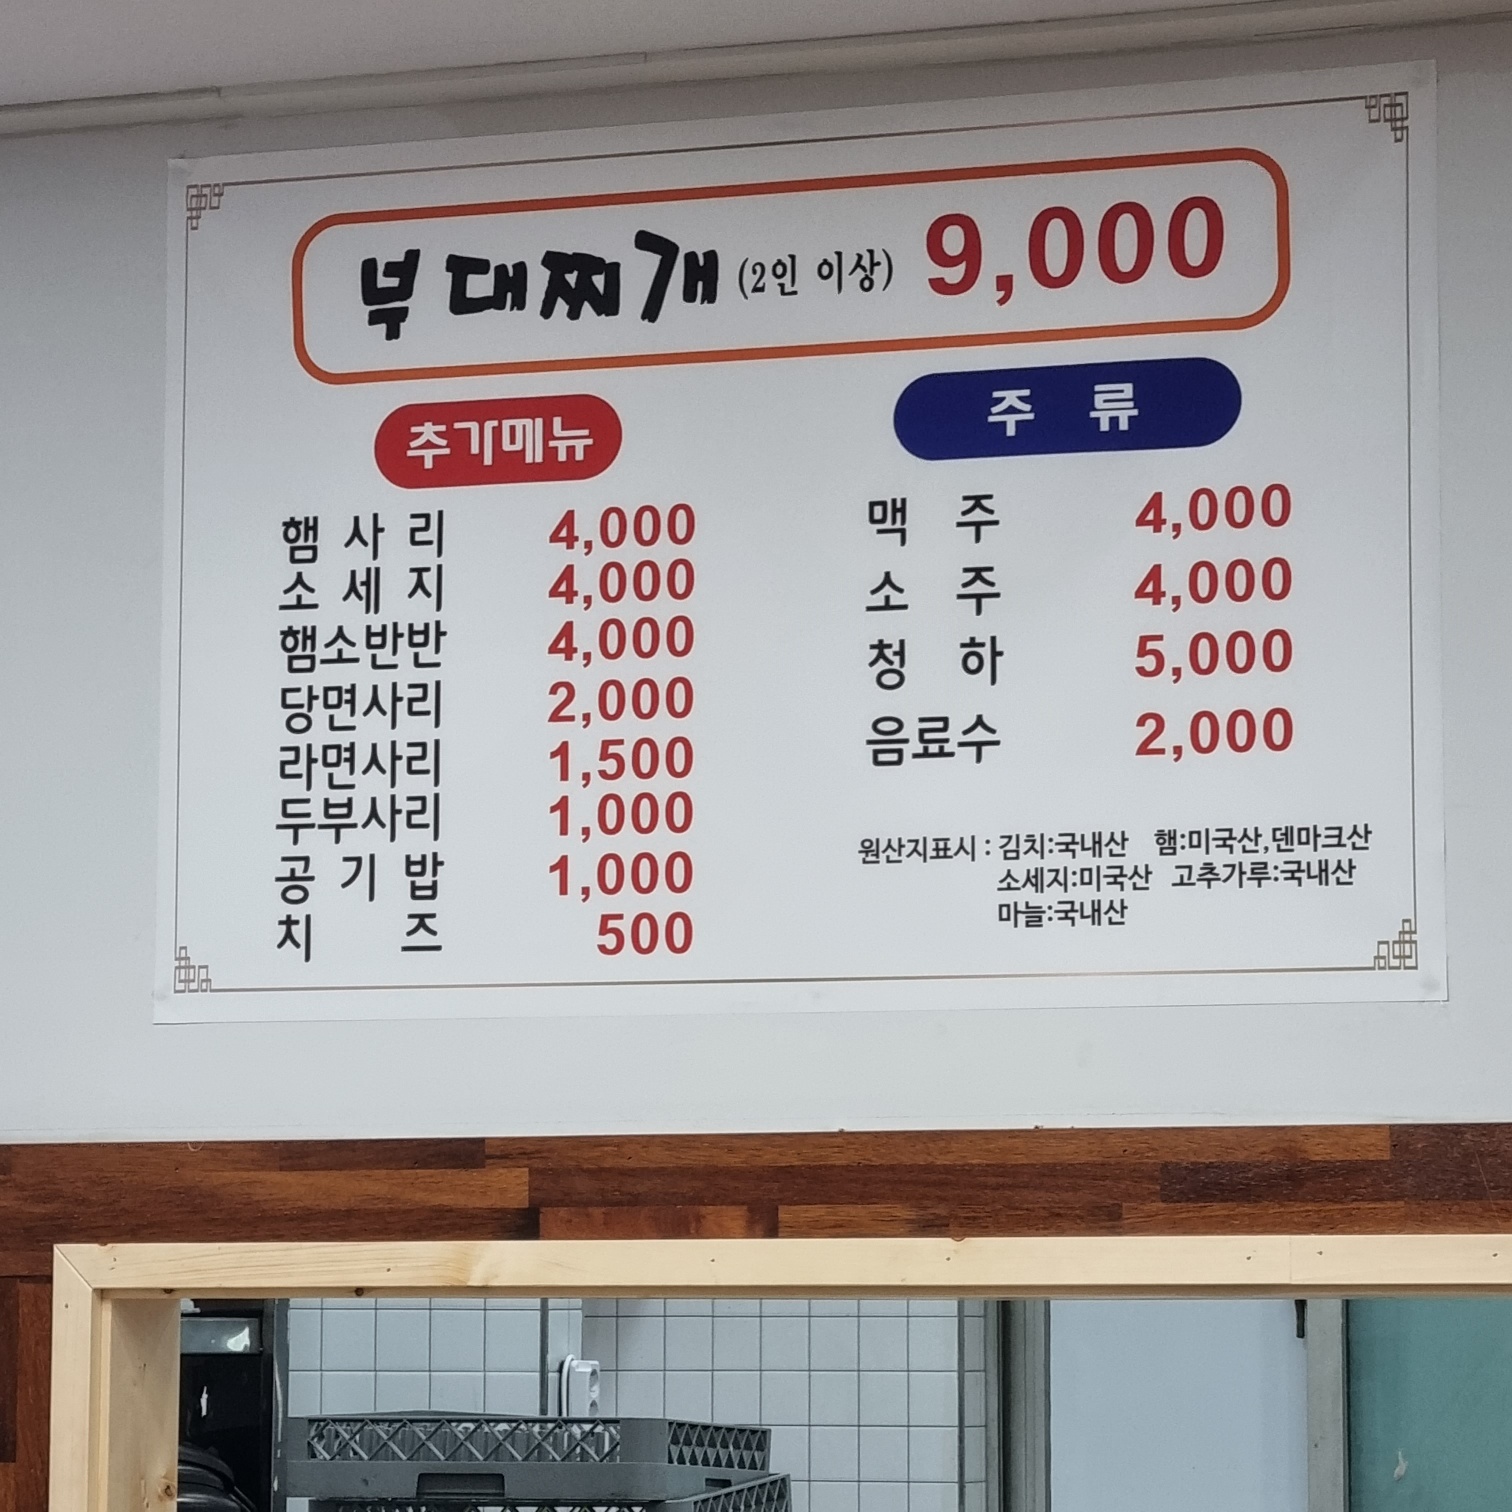 부대찌개 (2인 이상) 9,000
추가메뉴
햄사리 4,000
소세지 4,000
햄소반반 4,000
당면사리 2,000
라면사리 1,500
두부사리 1,000
공기밥 1,000
치즈 500
주류
맥주 4,000
소주 4,000
청하 5,000
음료수 2,000
원산지표시 : 김치:국내산 햄:미국산,덴마크산
소세지:미국산 고추가루:국내산
마늘:국내산